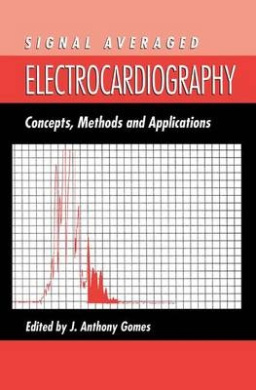 SIGNAL AVERAGED
ELECTROCARDIOGRAPHY
Concepts, Methods and Applications
Edited by J. Anthony Gomes